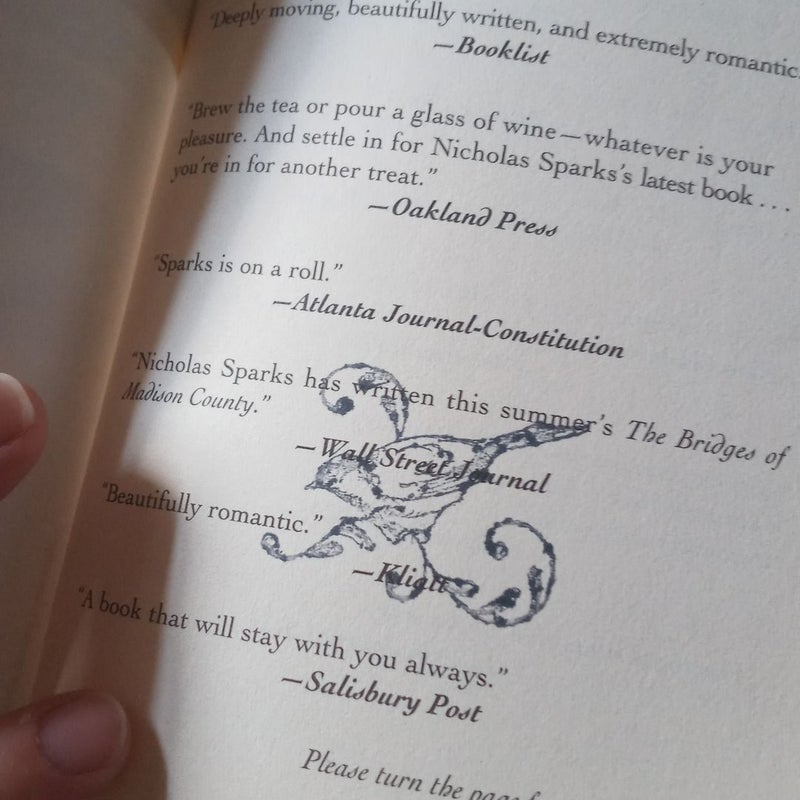 "Deeply moving, beautifully written, and extremely romantic.
—Booklist
"Brew the tea or pour a glass of wine—whatever is your
pleasure. And settle in for Nicholas Sparks's latest book . . .
you're in for another treat."
—Oakland Press
"Sparks is on a roll."
—Atlanta Journal-Constitution
"Nicholas Sparks has written this summer's The Bridges of
Madison County."
—Wall Street Journal
"Beautifully romantic."
—Kliatt
"A book that will stay with you always."
—Salisbury Post
Please turn the page